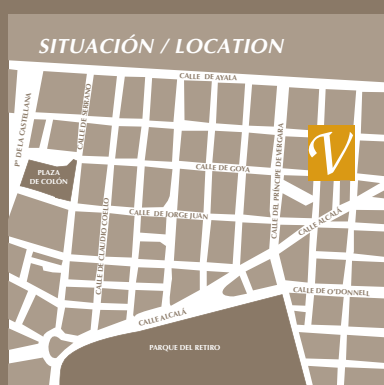 SITUACIÓN / LOCATION
CALLE DE AYALA
Pº DE LA CASTELLANA
CALLE DE SERRANO
CALLE DEL PRÍNCIPE DE VERGARA
V
PLAZA
DE COLÓN
CALLE DE GOYA
CALLE DE CLAUDIO COELLO
CALLE DE JORGE JUÁN
CALLE ALCALÁ
CALLE DE O'DONNELL
CALLE ALCALÁ
PARQUE DEL RETIRO